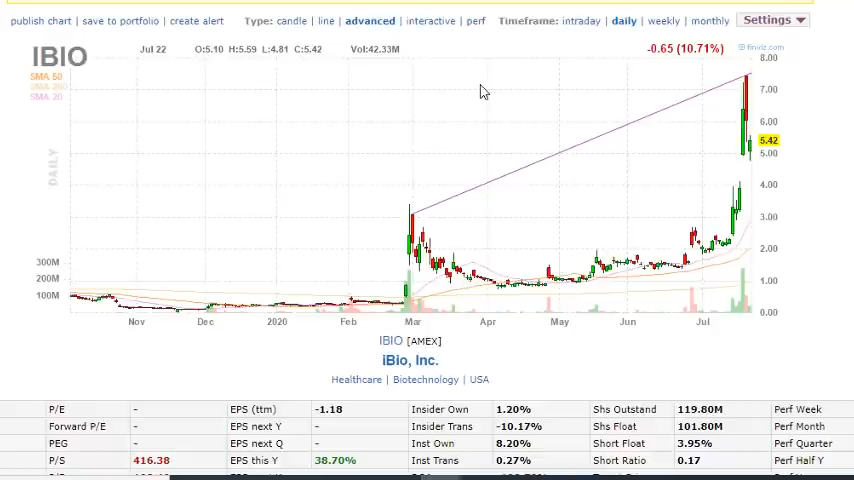 publish chart | save to portfolio | create alert Type: candle | line | advanced | interactive | perf Timeframe: intraday | daily | weekly | monthly Settings
IBIO Jul 22 O:5.10 H:5.59 L:4.81 C:5.42 Vol:42.33M -0.65 (10.71%) © finviz.com
SMA 50
SMA 200
SMA 20
DAILY
8.00
7.00
6.00
5.42
5.00
4.00
3.00
2.00
1.00
0.00
300M
200M
100M
Nov Dec 2020 Feb Mar Apr May Jun Jul
IBIO [AMEX]
iBio, Inc.
Healthcare | Biotechnology | USA
P/E - EPS (ttm) -1.18 Insider Own 1.20% Shs Outstand 119.80M Perf Week
Forward P/E - EPS next Y - Insider Trans -10.17% Shs Float 101.80M Perf Month
PEG - EPS next Q - Inst Own 8.20% Short Float 3.95% Perf Quarter
P/S 416.38 EPS this Y 38.70% Inst Trans 0.27% Short Ratio 0.17 Perf Half Y